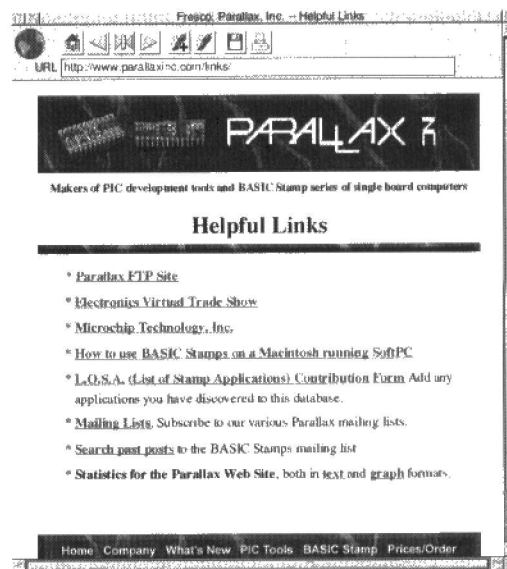 Fresco: Parallax, Inc. -- Helpful Links
URL http://www.parallaxinc.com/links/
PARALLAX
Makers of PIC development tools and BASIC Stamp series of single board computers
Helpful Links
* Parallax FTP Site
* Electronics Virtual Trade Show
* Microchip Technology, Inc.
* How to use BASIC Stamps on a Macintosh running SoftPC
* L.O.S.A. (List of Stamp Applications) Contribution Form Add any
applications you have discovered to this database.
* Mailing Lists. Subscribe to our various Parallax mailing lists.
* Search past posts to the BASIC Stamps mailing list
* Statistics for the Parallax Web Site, both in text and graph formats.
Home Company What's New PIC Tools BASIC Stamp Prices/Order